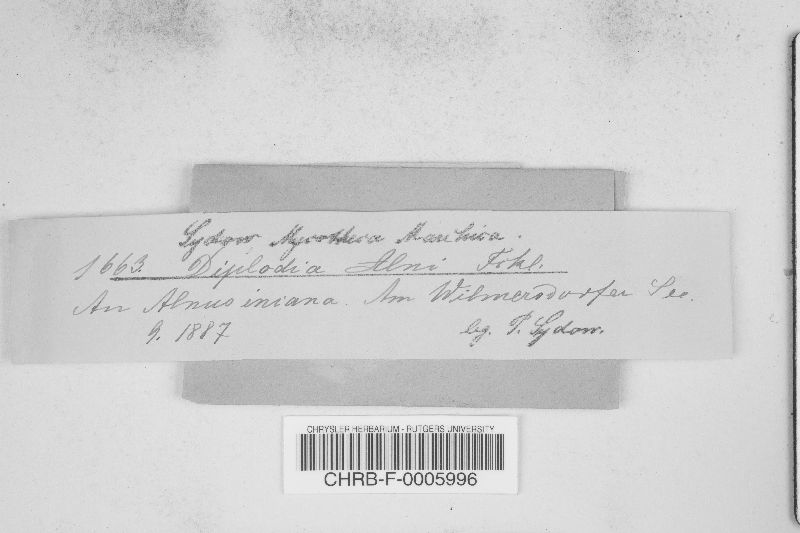 Sydow Mycotheca Marchica.
1663. Diplodia Alni Fckl.
An Alnus incana. Am Wilmersdorfer See.
9. 1887 leg. P. Sydow.
CHRYSLER HERBARIUM - RUTGERS UNIVERSITY
CHRB-F-0005996